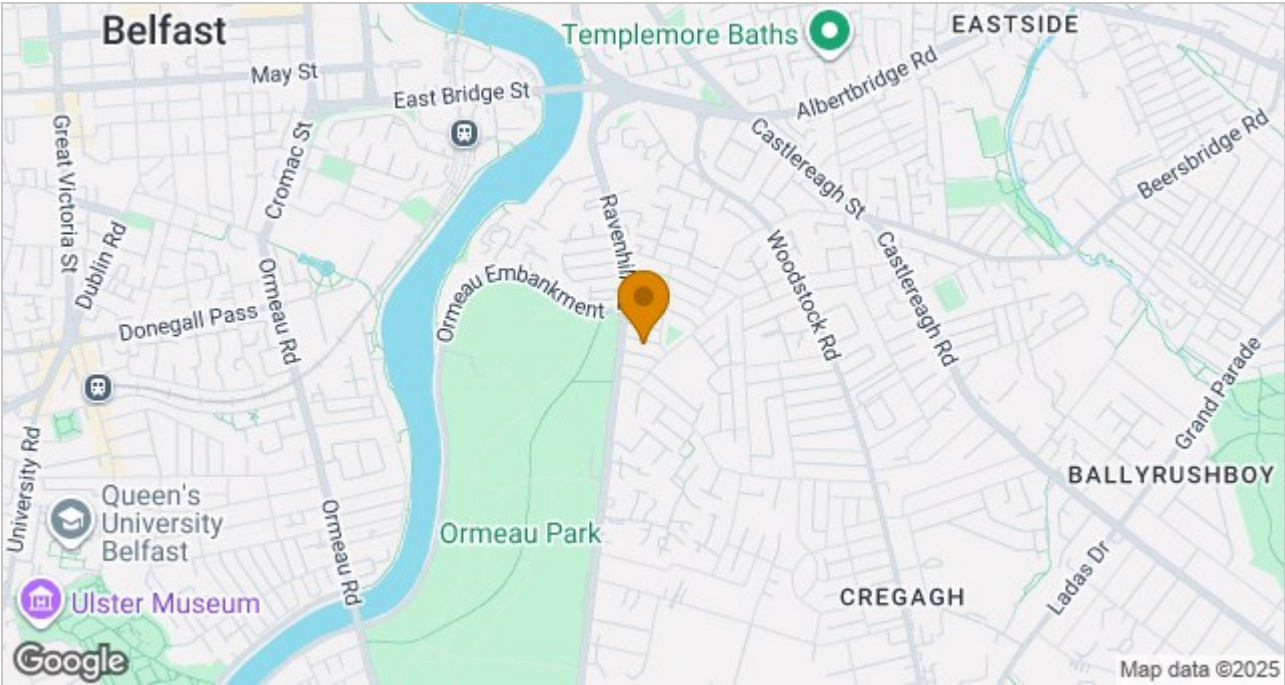 Belfast
Templemore Baths
EASTSIDE
May St
East Bridge St
Albertbridge Rd
Great Victoria St
Cromac St
Castlereagh St
Beersbridge Rd
Dublin Rd
Ravenhill
Woodstock Rd
Castlereagh Rd
Ormeau Embankment
Donegall Pass
Ormeau Rd
Grand Parade
University Rd
BALLYRUSHBOY
Queen's
University
Belfast
Ormeau Park
Ormeau Rd
Ladas Dr
Ulster Museum
CREGAGH
Google
Map data ©2025